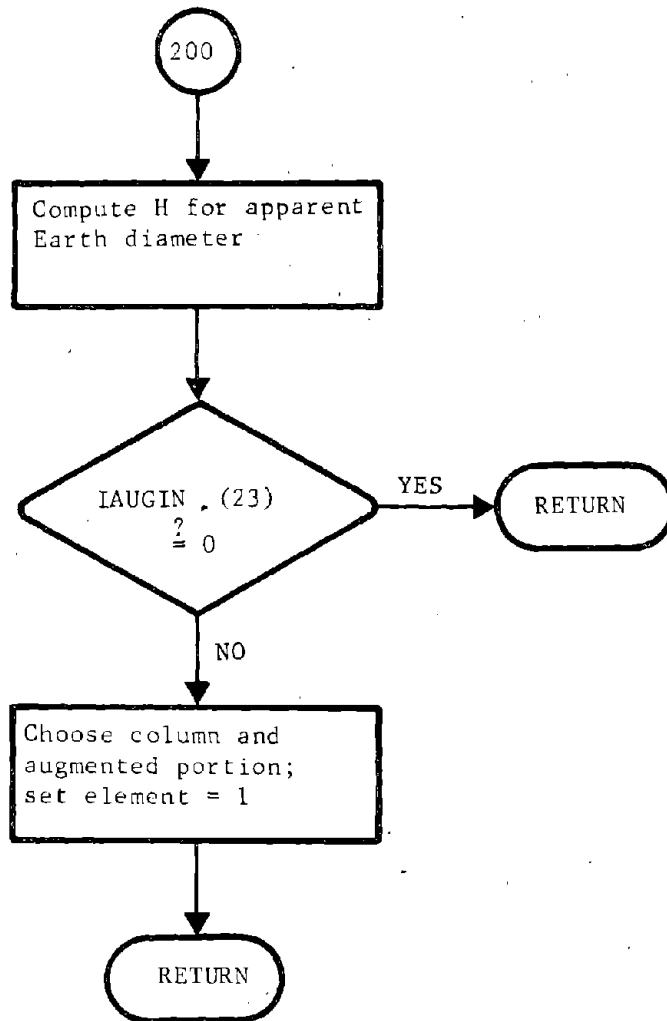 200
Compute H for apparent
Earth diameter
IAUGIN .(23)
?
= 0
YES
RETURN
NO
Choose column and
augmented portion;
set element = 1
RETURN